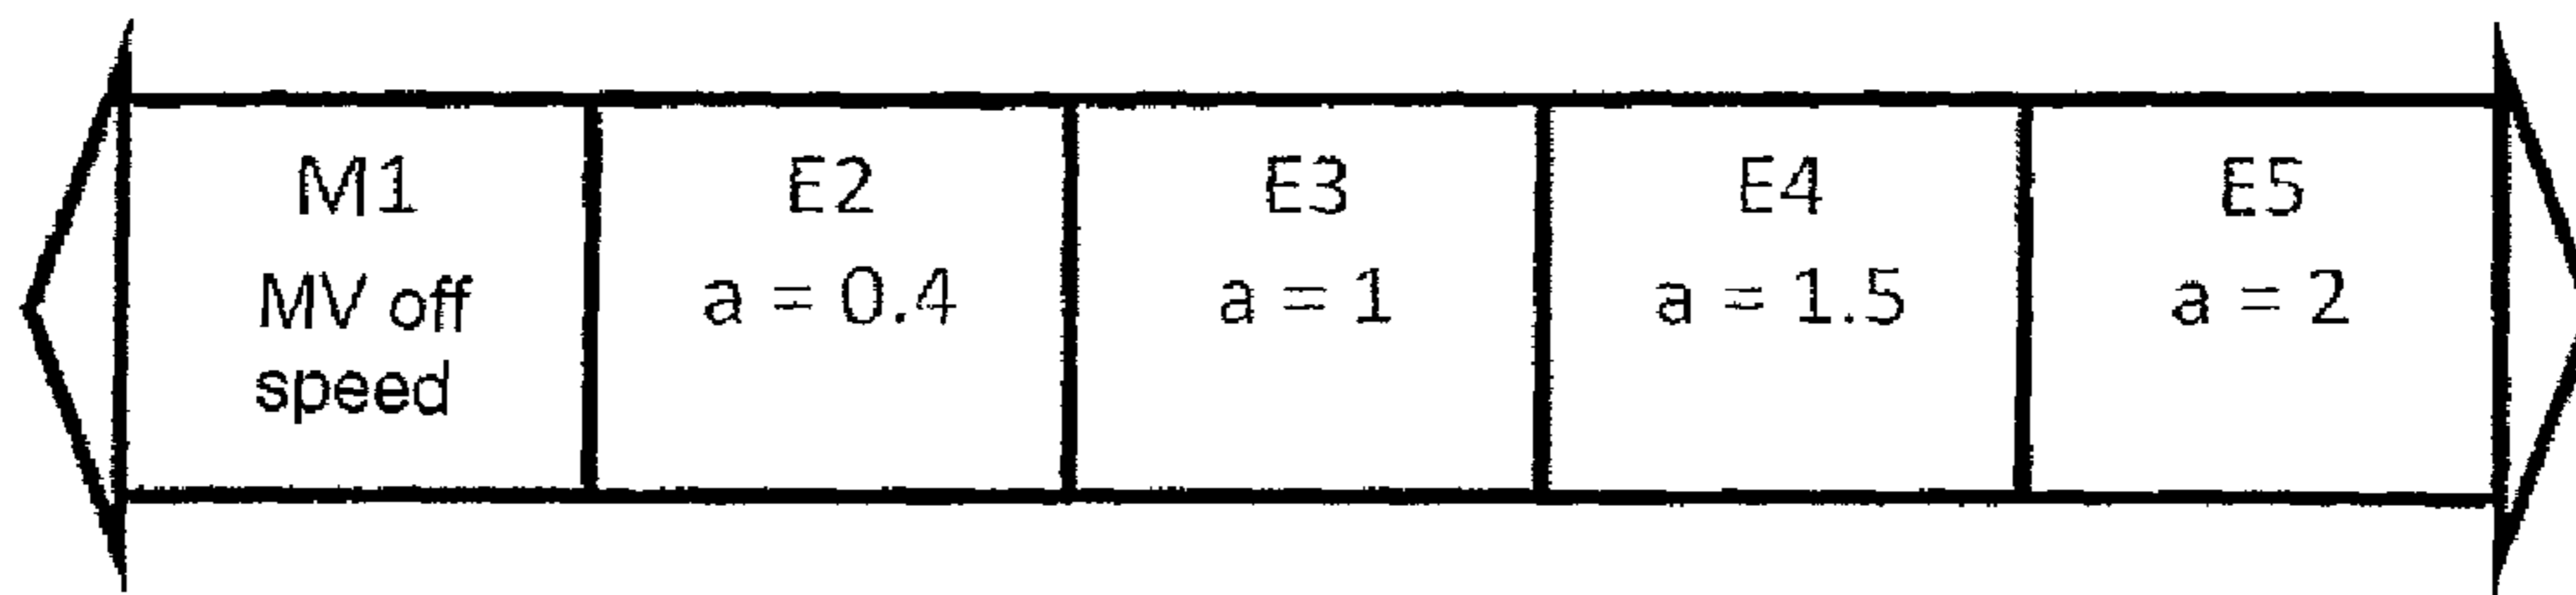 M1
MV off
speed
E2
a = 0.4
E3
a = 1
E4
a = 1.5
E5
a = 2